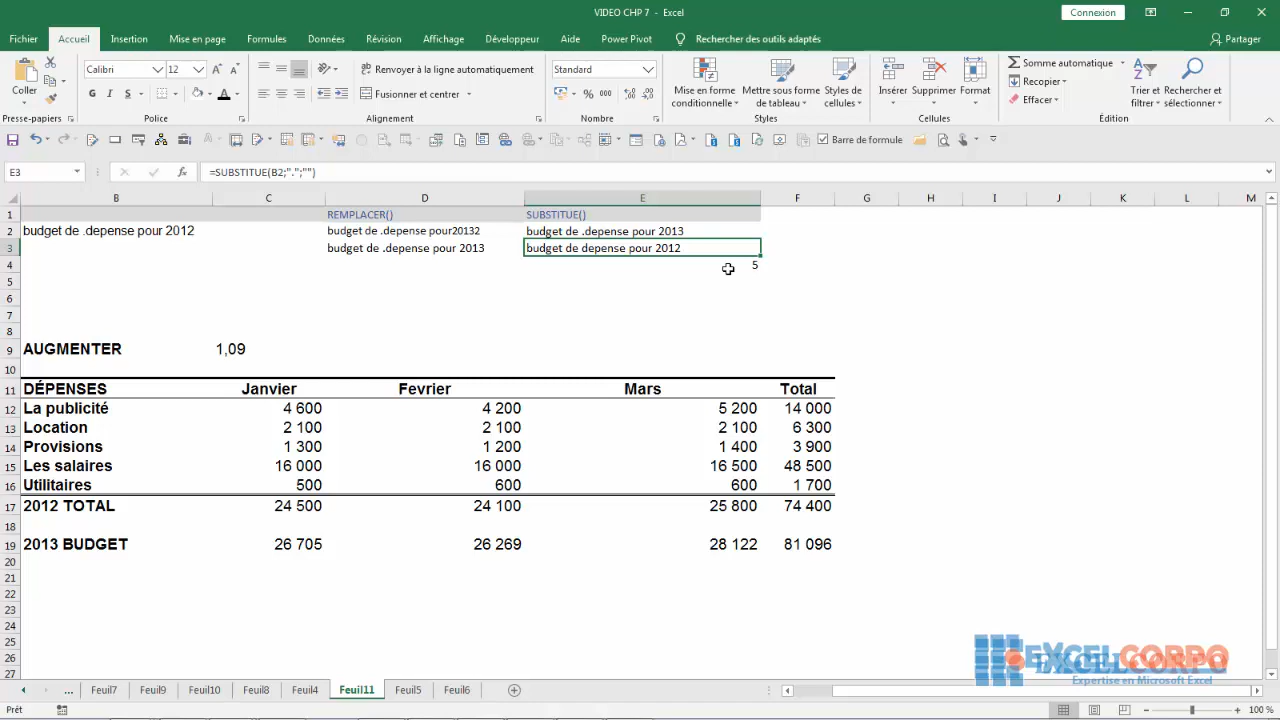 VIDEO CHP 7 - Excel
Connexion
Fichier Accueil Insertion Mise en page Formules Données Révision Affichage Développeur Aide Power Pivot Rechercher des outils adaptés Partager
Calibri 12 Renvoyer à la ligne automatiquement Standard Somme automatique
Coller G I S Fusionner et centrer % 000 Mise en forme conditionnelle Mettre sous forme de tableau Styles de cellules Insérer Supprimer Format Recopier Effacer Trier et filtrer Rechercher et sélectionner
Presse-papiers Police Alignement Nombre Styles Cellules Édition
Barre de formule
E3 fx =SUBSTITUE(B2;".";"")
B C D E F G H I J K L M
1 REMPLACER() SUBSTITUE()
2 budget de .depense pour 2012 budget de .depense pour20132 budget de .depense pour 2013
3 budget de .depense pour 2013 budget de depense pour 2012
4 5
5
6
7
8
9 AUGMENTER 1,09
10
11 DÉPENSES Janvier Fevrier Mars Total
12 La publicité 4 600 4 200 5 200 14 000
13 Location 2 100 2 100 2 100 6 300
14 Provisions 1 300 1 200 1 400 3 900
15 Les salaires 16 000 16 000 16 500 48 500
16 Utilitaires 500 600 600 1 700
17 2012 TOTAL 24 500 24 100 25 800 74 400
18
19 2013 BUDGET 26 705 26 269 28 122 81 096
20
21
22
23
24
25
26
27
EXCELCORPO
Expertise en Microsoft Excel
... Feuil7 Feuil9 Feuil10 Feuil3 Feuil4 Feuil11 Feuil5 Feuil6
Prêt 100 %